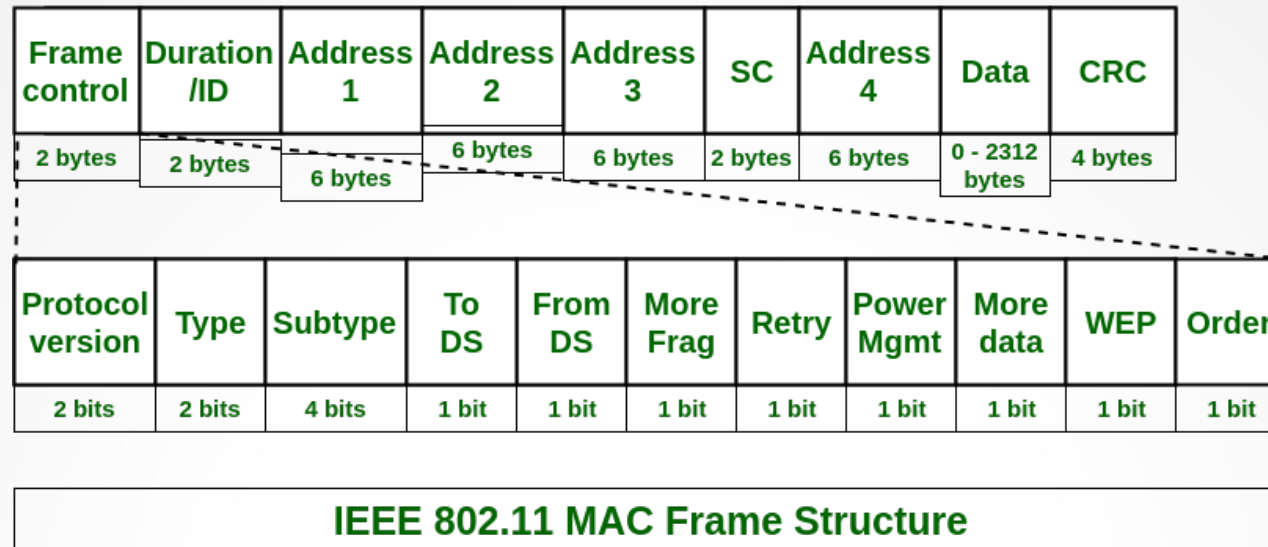 Frame control
Duration /ID
Address 1
Address 2
Address 3
SC
Address 4
Data
CRC
2 bytes
2 bytes
6 bytes
6 bytes
6 bytes
2 bytes
6 bytes
0 - 2312 bytes
4 bytes
Protocol version
Type
Subtype
To DS
From DS
More Frag
Retry
Power Mgmt
More data
WEP
Order
2 bits
2 bits
4 bits
1 bit
1 bit
1 bit
1 bit
1 bit
1 bit
1 bit
1 bit
IEEE 802.11 MAC Frame Structure